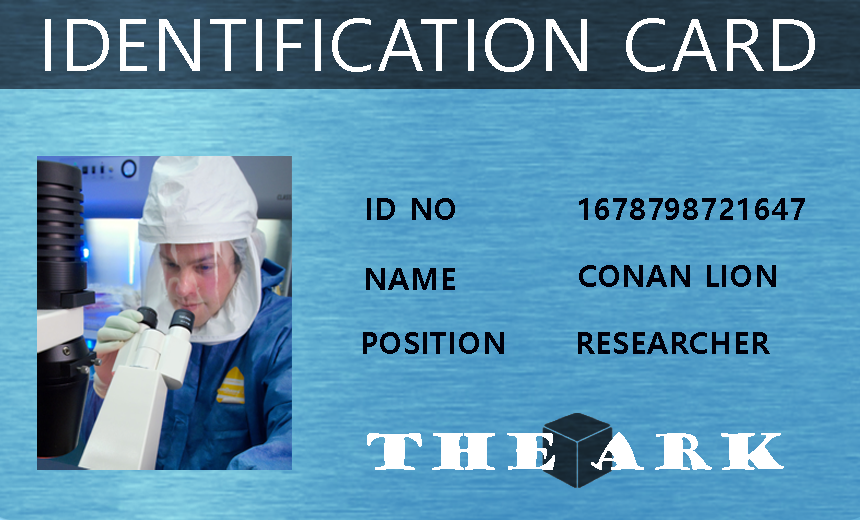 IDENTIFICATION CARD
ID NO 1678798721647
NAME CONAN LION
POSITION RESEARCHER
THE ARK